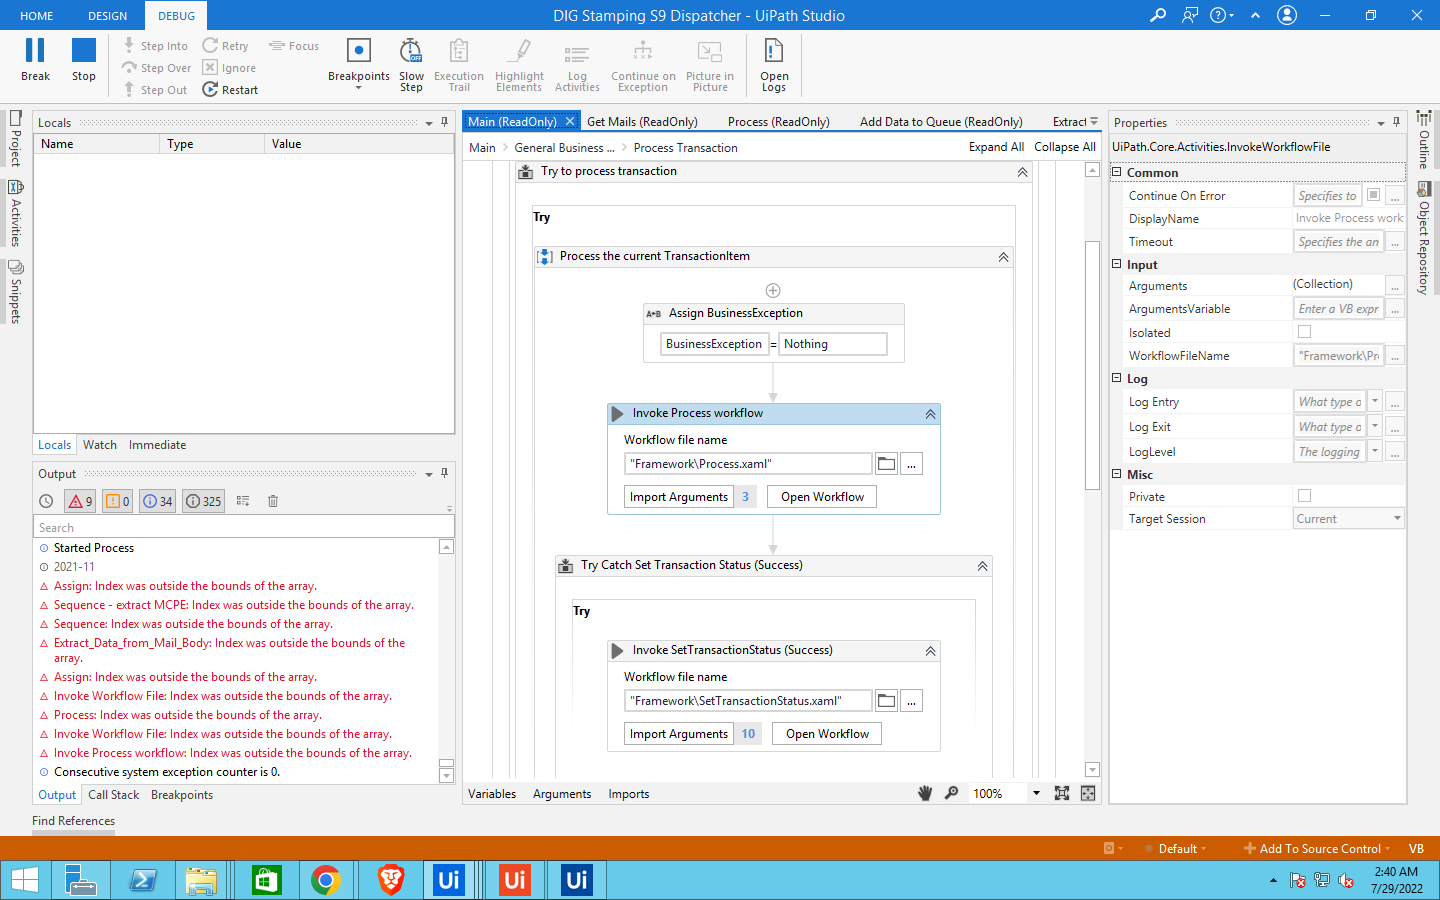 DIG Stamping S9 Dispatcher - UiPath Studio
HOME
DESIGN
DEBUG
Break
Stop
Step Into
Step Over
Step Out
Retry
Ignore
Restart
Focus
Breakpoints
Slow
Step
Execution
Trail
Highlight
Elements
Log
Activities
Continue on
Exception
Picture in
Picture
Open
Logs
Project
Activities
Snippets
Locals
Name
Type
Value
Locals
Watch
Immediate
Output
9
0
34
325
Search
Started Process
2021-11
Assign: Index was outside the bounds of the array.
Sequence - extract MCPE: Index was outside the bounds of the array.
Sequence: Index was outside the bounds of the array.
Extract_Data_from_Mail_Body: Index was outside the bounds of the
array.
Assign: Index was outside the bounds of the array.
Invoke Workflow File: Index was outside the bounds of the array.
Process: Index was outside the bounds of the array.
Invoke Workflow File: Index was outside the bounds of the array.
Invoke Process workflow: Index was outside the bounds of the array.
Consecutive system exception counter is 0.
Output
Call Stack
Breakpoints
Find References
Main (ReadOnly)
Get Mails (ReadOnly)
Process (ReadOnly)
Add Data to Queue (ReadOnly)
Extract
Main
General Business ...
Process Transaction
Expand All
Collapse All
Try to process transaction
Try
Process the current TransactionItem
A+B Assign BusinessException
BusinessException = Nothing
Invoke Process workflow
Workflow file name
"Framework\Process.xaml"
...
Import Arguments 3
Open Workflow
Try Catch Set Transaction Status (Success)
Try
Invoke SetTransactionStatus (Success)
Workflow file name
"Framework\SetTransactionStatus.xaml"
...
Import Arguments 10
Open Workflow
Variables
Arguments
Imports
100%
Properties
UiPath.Core.Activities.InvokeWorkflowFile
Common
Continue On Error Specifies to ...
DisplayName Invoke Process work
Timeout Specifies the an ...
Input
Arguments (Collection) ...
ArgumentsVariable Enter a VB expr ...
Isolated
WorkflowFileName "Framework\Pr ...
Log
Log Entry What type o ...
Log Exit What type o ...
LogLevel The logging ...
Misc
Private
Target Session Current
Outline
Object Repository
Default
Add To Source Control
VB
Ui
Ui
Ui
2:40 AM
7/29/2022